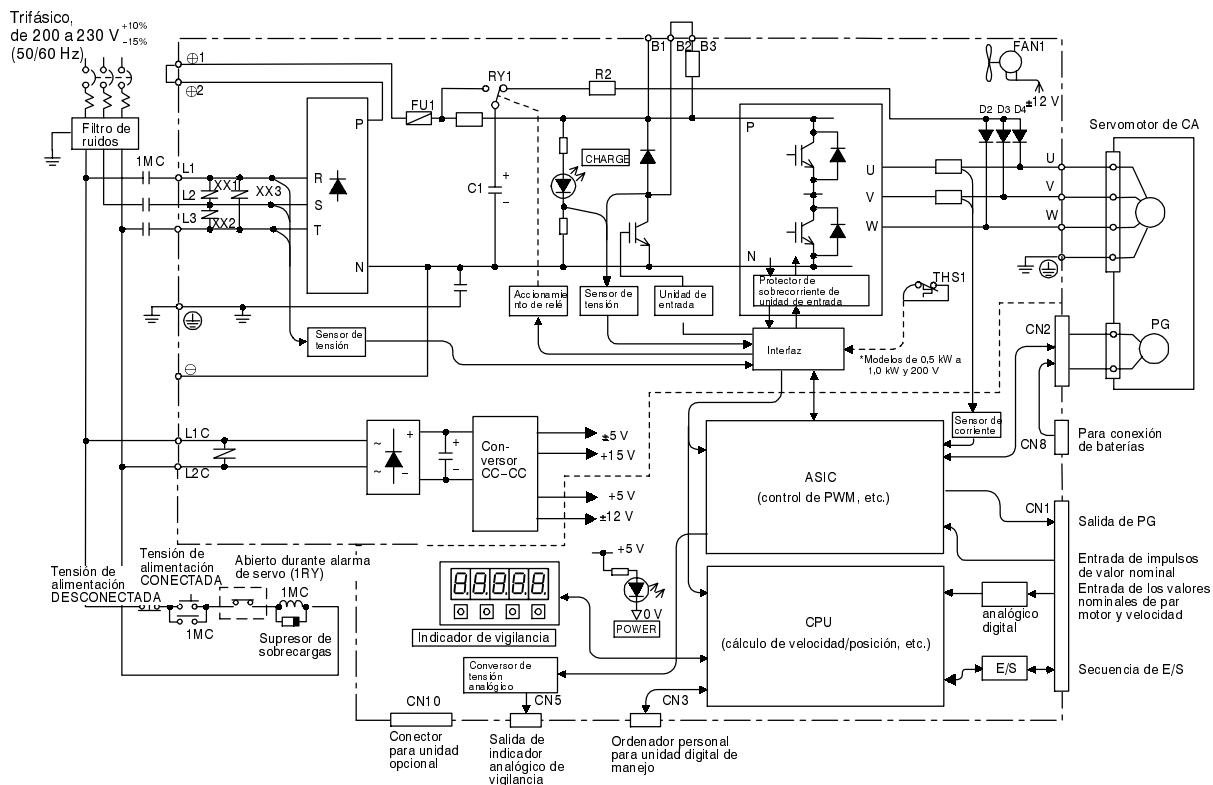 Trifásico,
de 200 a 230 V +10% −15%
(50/60 Hz)
⊕1
⊕2
B1
B2
B3
FAN1
±12 V
RY1
R2
FU1
D2
D3
D4
Servomotor de CA
Filtro de
ruidos
P
P
CHARGE
1MC
L1
XX1
XX3
R
C1
+
−
U
U
L2
S
V
V
L3
XX2
T
W
W
N
N
THS1
Accionamie
nto de relé
Sensor de
tensión
Unidad de
entrada
Protector de
sobrecorriente de
unidad de entrada
Sensor de
tensión
Interfaz
*Modelos de 0,5 kW a
1,0 kW y 200 V
CN2
PG
⊖
Sensor de
corriente
CN8
Para conexión
de baterías
L1C
L2C
~
~
+
−
+
−
Con-
versor
CC−CC
±5 V
+15 V
+5 V
±12 V
ASIC
(control de PWM, etc.)
CN1
Salida de PG
Entrada de impulsos
de valor nominal
Entrada de los valores
nominales de par
motor y velocidad
analógico
digital
Tensión de
alimentación
DESCONECTADA
Tensión de
alimentación
CONECTADA
Abierto durante alarma
de servo (1RY)
1MC
1MC
Supresor de
sobrecargas
8.8.8.8.8.
Indicador de vigilancia
+5 V
0 V
POWER
CPU
(cálculo de velocidad/posición, etc.)
Conversor de
tensión
analógico
E/S
Secuencia de E/S
CN10
CN5
CN3
Conector
para unidad
opcional
Salida de
indicador
analógico de
vigilancia
Ordenador personal
para unidad digital de
manejo